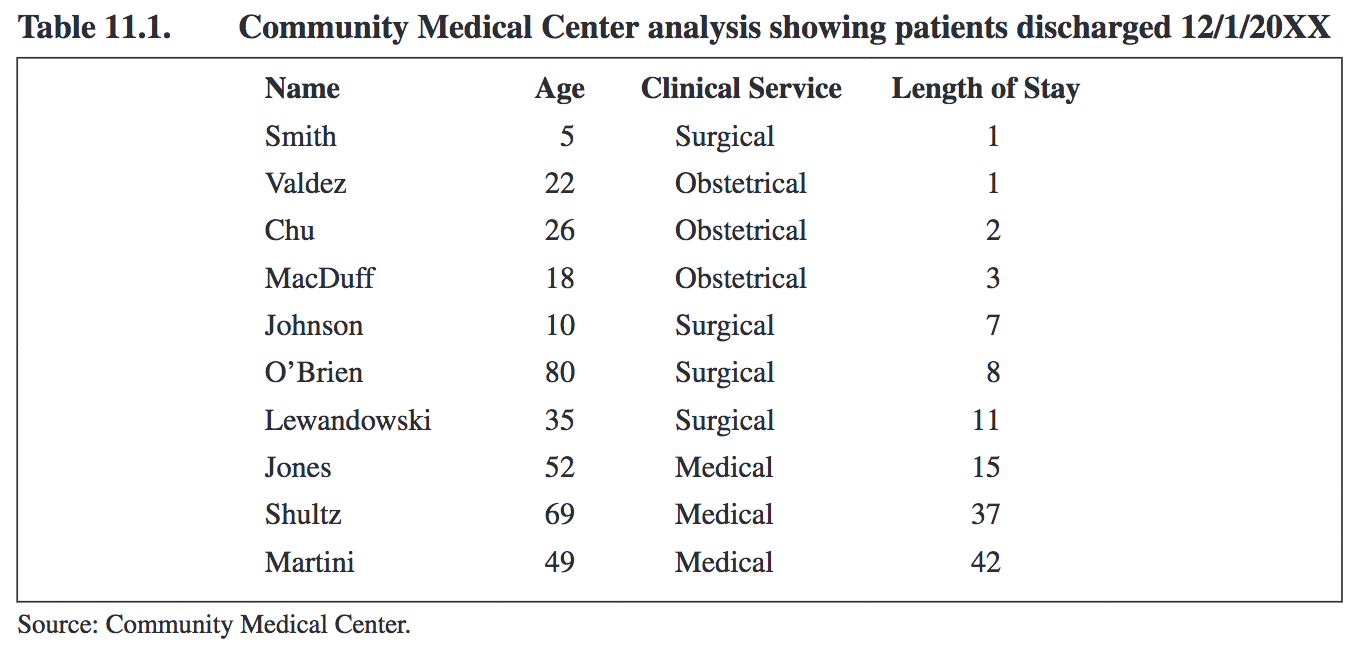 Table 11.1. Community Medical Center analysis showing patients discharged 12/1/20XX
Name Age Clinical Service Length of Stay
Smith 5 Surgical 1
Valdez 22 Obstetrical 1
Chu 26 Obstetrical 2
MacDuff 18 Obstetrical 3
Johnson 10 Surgical 7
O’Brien 80 Surgical 8
Lewandowski 35 Surgical 11
Jones 52 Medical 15
Shultz 69 Medical 37
Martini 49 Medical 42
Source: Community Medical Center.